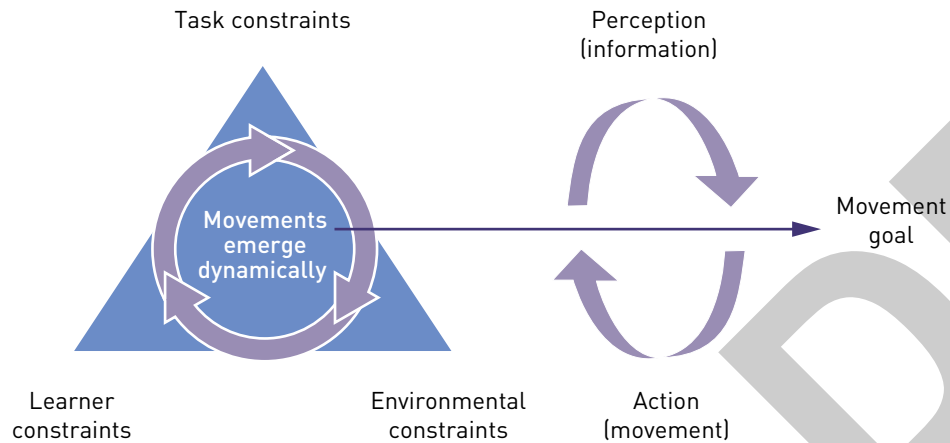 Task constraints
Perception
(information)
Movements
emerge
dynamically
Movement
goal
Learner
constraints
Environmental
constraints
Action
(movement)